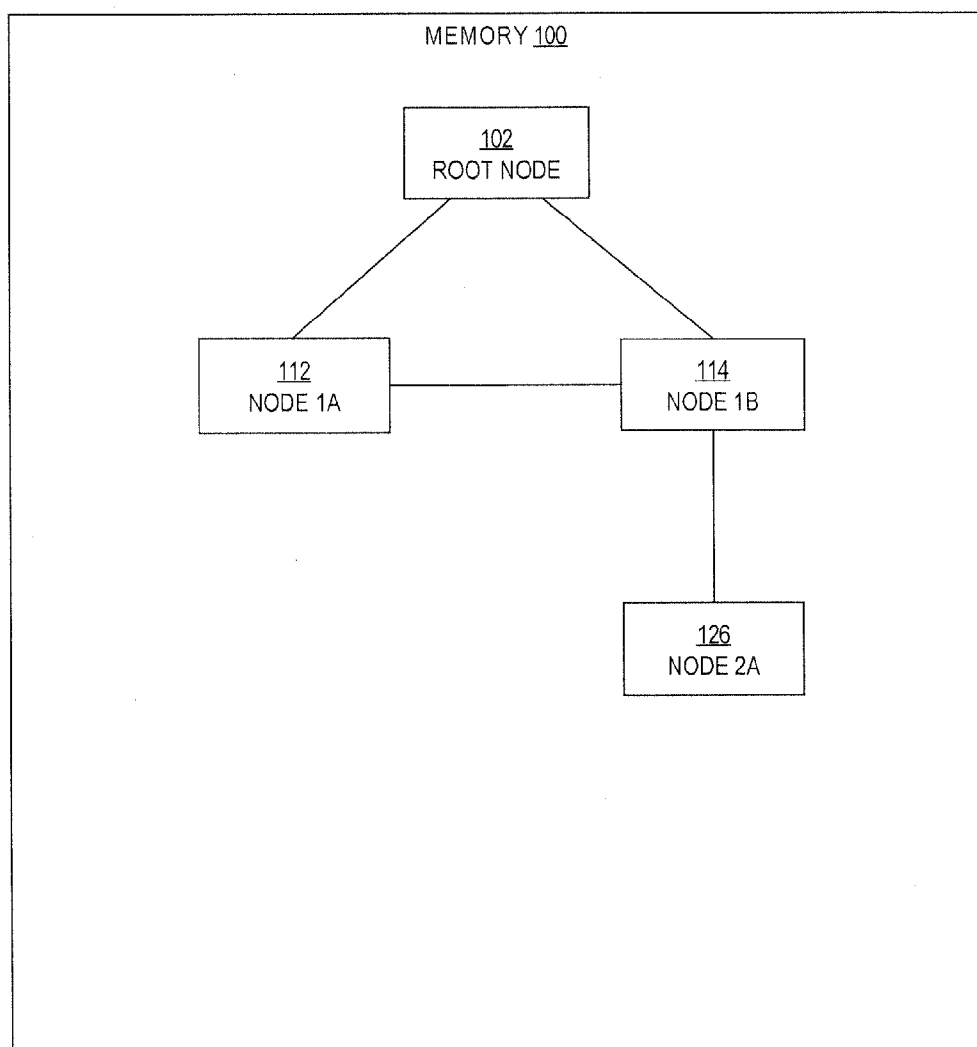 MEMORY 100
102
ROOT NODE
112
NODE 1A
114
NODE 1B
126
NODE 2A